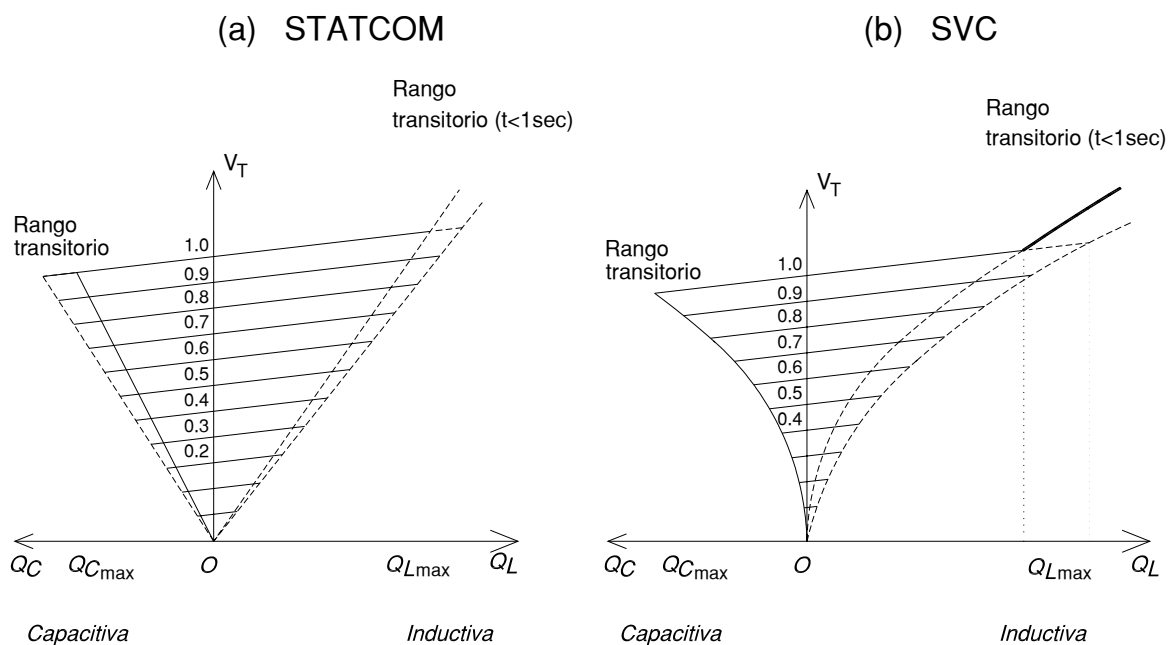 (a) STATCOM
Rango
transitorio (t<1sec)
V_T
Rango
transitorio
1.0
0.9
0.8
0.7
0.6
0.5
0.4
0.3
0.2
Q_C
Q_Cmax
O
Q_Lmax
Q_L
Capacitiva
Inductiva
(b) SVC
Rango
transitorio (t<1sec)
V_T
Rango
transitorio
1.0
0.9
0.8
0.7
0.6
0.5
0.4
Q_C
Q_Cmax
O
Q_Lmax
Q_L
Capacitiva
Inductiva